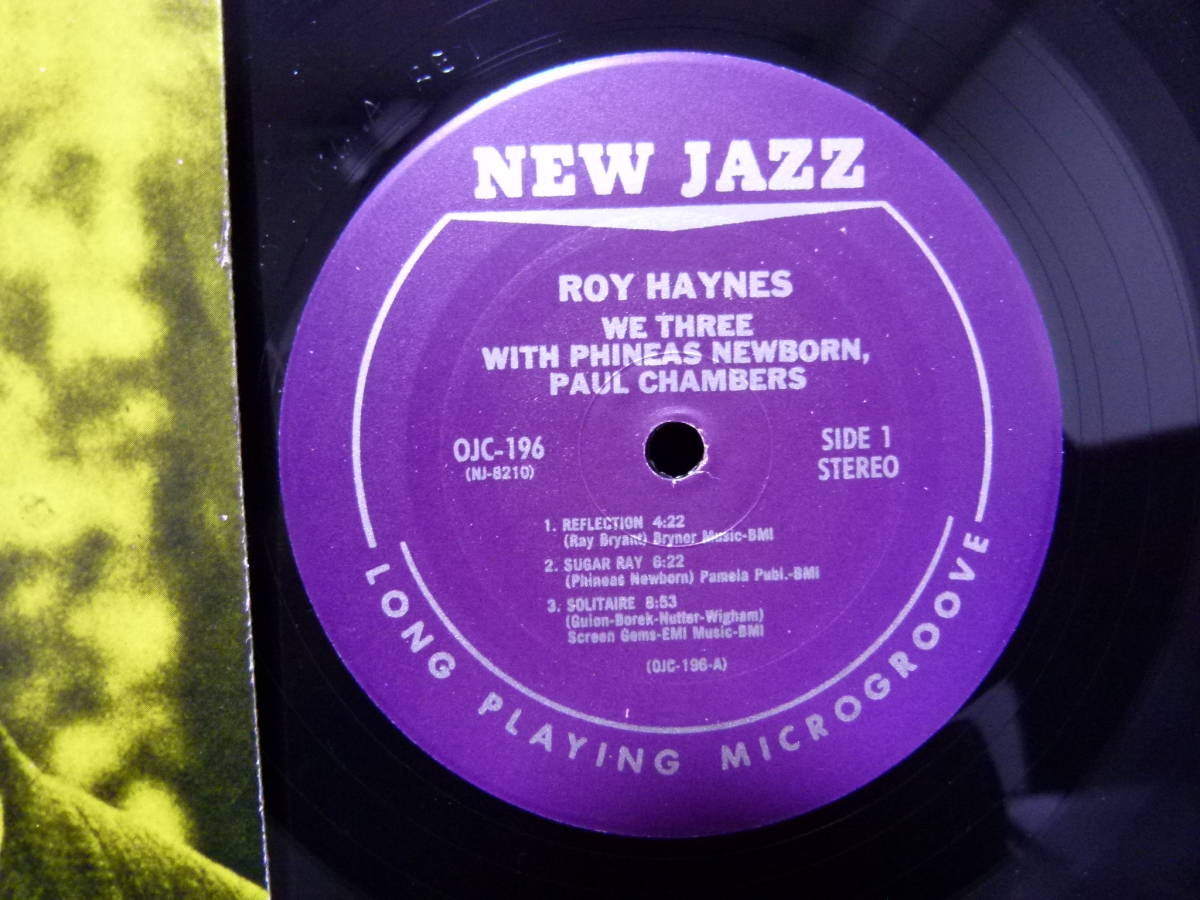 NEW JAZZ
ROY HAYNES
WE THREE
WITH PHINEAS NEWBORN,
PAUL CHAMBERS
OJC-196
(NJ-8210)
SIDE 1
STEREO
1. REFLECTION 4:22
(Ray Bryant) Brynor Music-BMI
2. SUGAR RAY 6:22
(Phineas Newborn) Pamela Publ.-BMI
3. SOLITAIRE 8:53
(Guion-Borek-Nutter-Wigham)
Screen Gems-EMI Music-BMI
(OJC-196-A)
LONG PLAYING MICROGROOVE